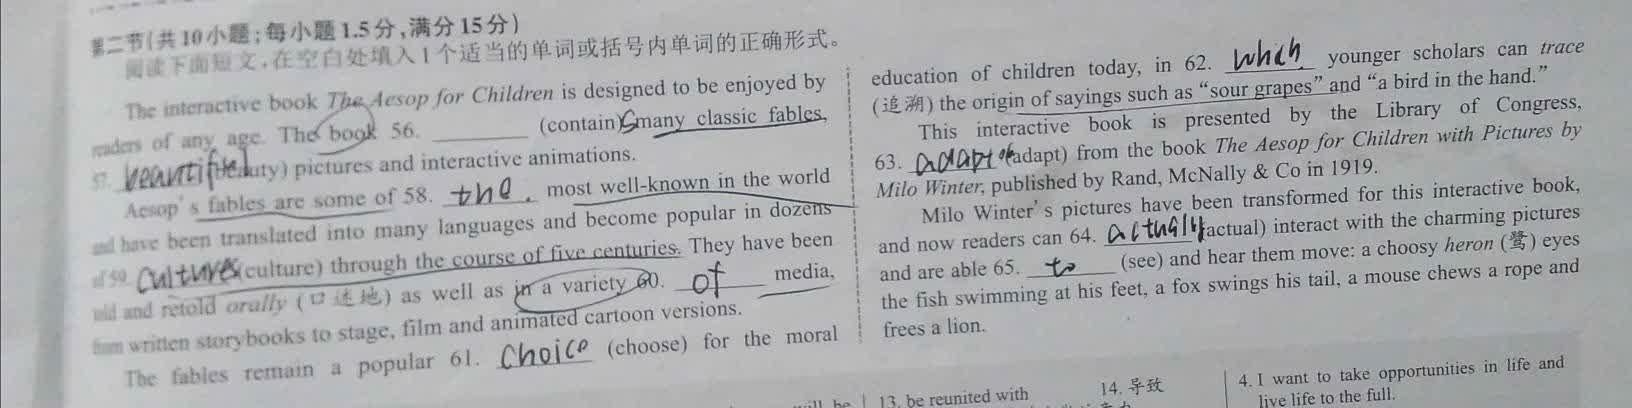 第二节(共10小题;每小题1.5分,满分15分)
阅读下面短文,在空白处填入1个适当的单词或括号内单词的正确形式。
The interactive book The Aesop for Children is designed to be enjoyed by
readers of any age. The book 56. (contain) many classic fables,
57. beautiful (beauty) pictures and interactive animations.
Aesop's fables are some of 58. the most well-known in the world
and have been translated into many languages and become popular in dozens
of 59. cultures (culture) through the course of five centuries. They have been
told and retold orally (口述地) as well as in a variety 60. of media,
from written storybooks to stage, film and animated cartoon versions.
The fables remain a popular 61. Choice (choose) for the moral
education of children today, in 62. which younger scholars can trace
(追溯) the origin of sayings such as “sour grapes” and “a bird in the hand.”
This interactive book is presented by the Library of Congress,
63. (adapt) from the book The Aesop for Children with Pictures by
Milo Winter, published by Rand, McNally & Co in 1919.
Milo Winter's pictures have been transformed for this interactive book,
and now readers can 64. actually (actual) interact with the charming pictures
and are able 65. to (see) and hear them move: a choosy heron (鹭) eyes
the fish swimming at his feet, a fox swings his tail, a mouse chews a rope and
frees a lion.
13. be reunited with
14. 导致
4. I want to take opportunities in life and
live life to the full.